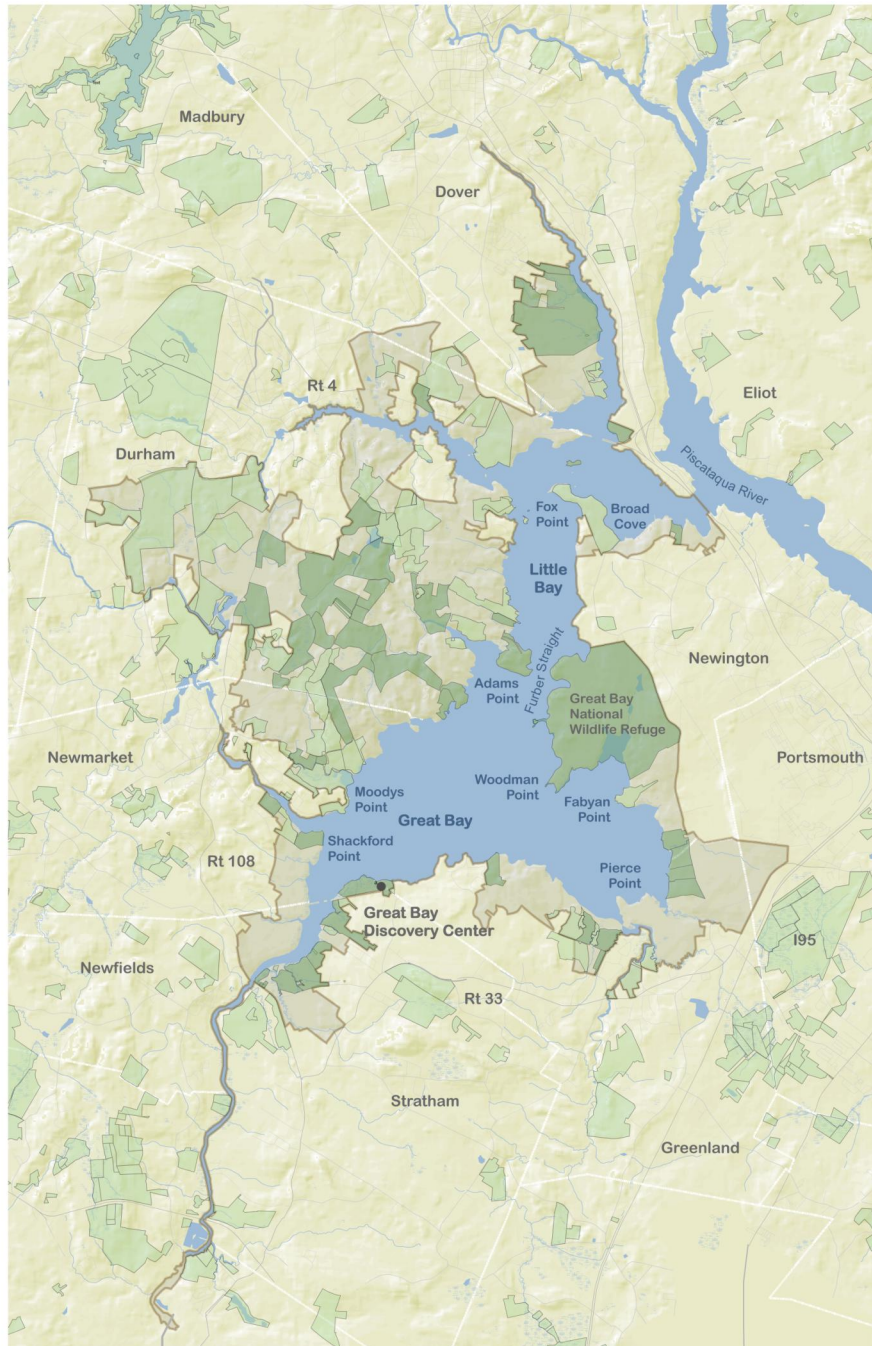 Madbury
Dover
Rt 4
Eliot
Durham
Piscataqua River
Fox
Point
Broad
Cove
Little
Bay
Furber Straight
Newington
Adams
Point
Great Bay
National
Wildlife Refuge
Newmarket
Portsmouth
Moodys
Point
Woodman
Point
Fabyan
Point
Great Bay
Shackford
Point
Rt 108
Pierce
Point
Great Bay
Discovery Center
I95
Newfields
Rt 33
Stratham
Greenland